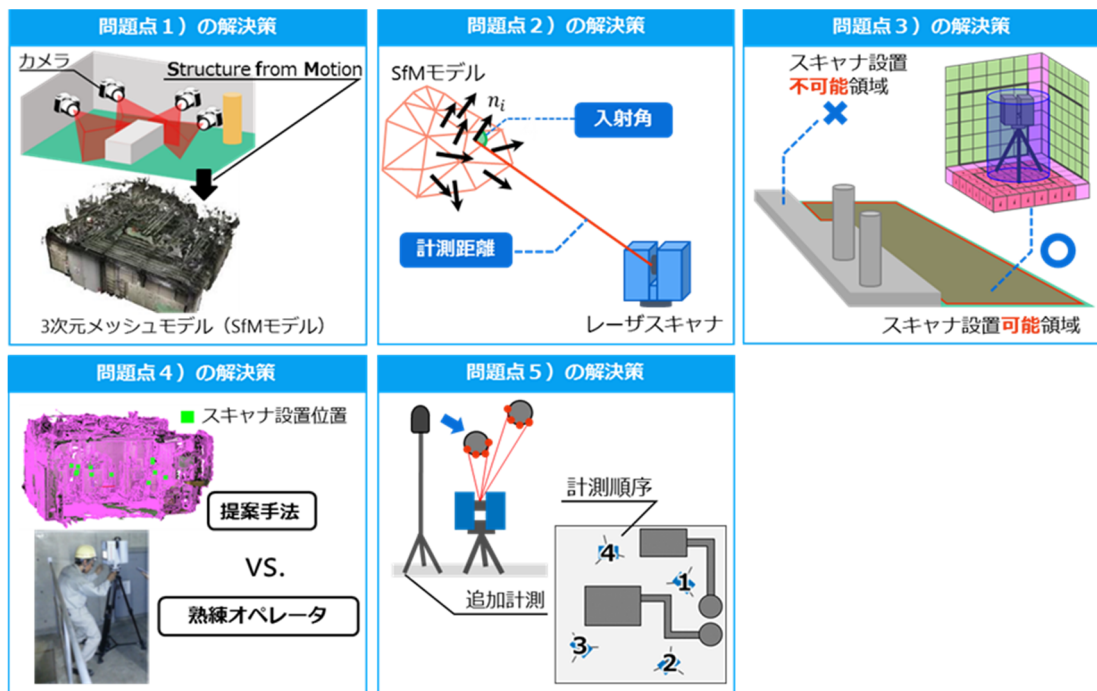 問題点１）の解決策
カメラ
Structure from Motion
3次元メッシュモデル（SfMモデル）
問題点２）の解決策
SfMモデル
nᵢ
入射角
計測距離
レーザスキャナ
問題点３）の解決策
スキャナ設置
不可能領域
スキャナ設置可能領域
問題点４）の解決策
スキャナ設置位置
提案手法
VS.
熟練オペレータ
問題点５）の解決策
計測順序
追加計測
4
1
3
2